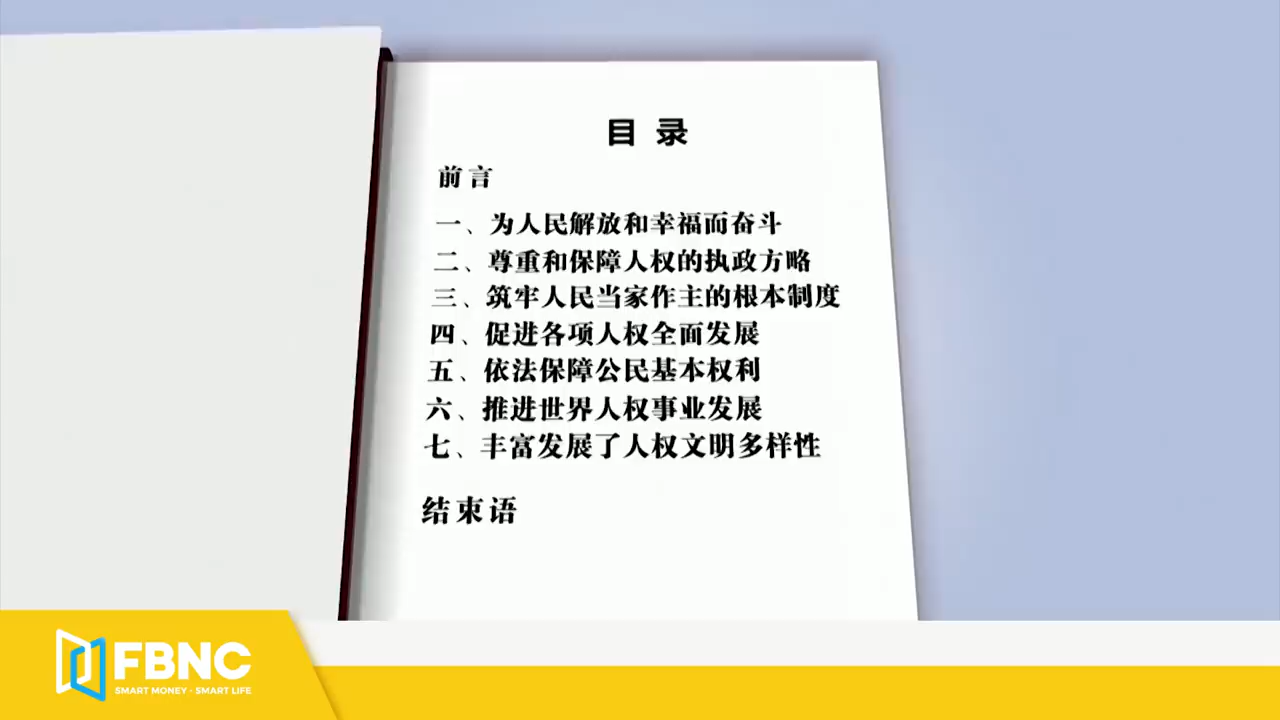 目 录
前言
一、为人民解放和幸福而奋斗
二、尊重和保障人权的执政方略
三、筑牢人民当家作主的根本制度
四、促进各项人权全面发展
五、依法保障公民基本权利
六、推进世界人权事业发展
七、丰富发展了人权文明多样性
结束语
FBNC
SMART MONEY - SMART LIFE